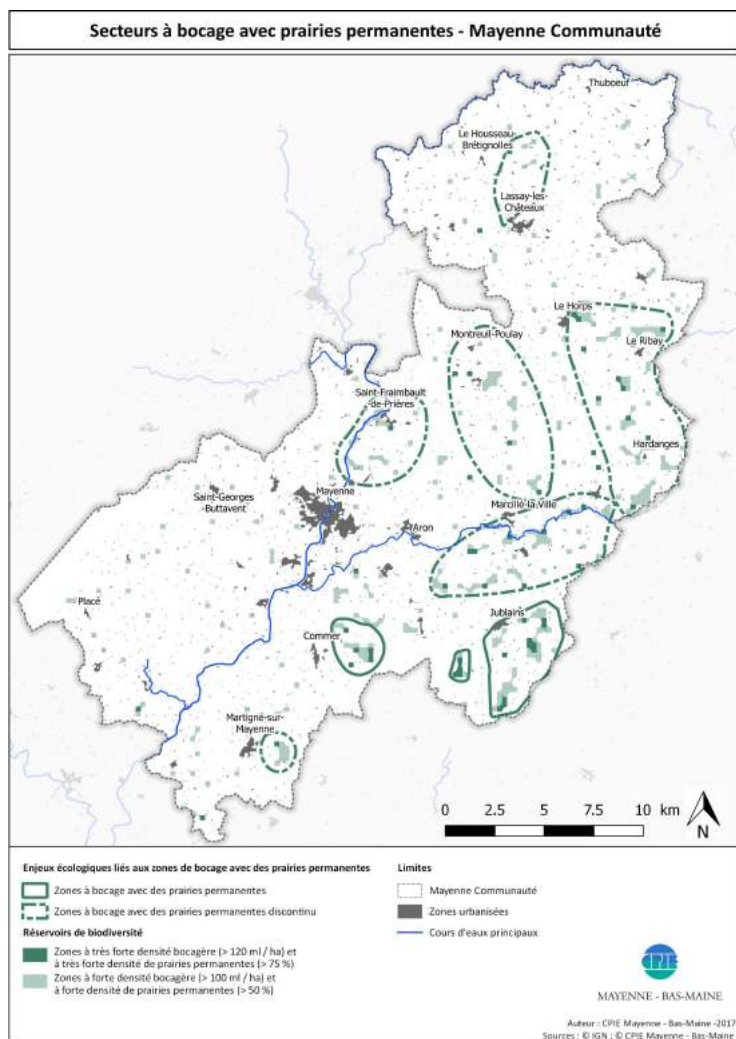 Secteurs à bocage avec prairies permanentes - Mayenne Communauté
Thuboeuf
Le Housseau-
Brétignolles
Lassay-les-
Châteaux
Le Horps
Montreuil-Poulay
Le Ribay
Saint-Fraimbault
-de-Prières
Hardanges
Saint-Georges
-Buttavent
Mayenne
Marcillé-la-Ville
Aron
Placé
Jublains
Commer
Martigné-sur-
Mayenne
0 2.5 5 7.5 10 km
N
Enjeux écologiques liés aux zones de bocage avec des prairies permanentes
Zones à bocage avec des prairies permanentes
Zones à bocage avec des prairies permanentes discontinu
Réservoirs de biodiversité
Zones à très forte densité bocagère (> 120 ml / ha) et
à très forte densité de prairies permanentes (> 75 %)
Zones à forte densité bocagère (> 100 ml / ha) et
à forte densité de prairies permanentes (> 50 %)
Limites
Mayenne Communauté
Zones urbanisées
Cours d'eaux principaux
CPIE
MAYENNE - BAS-MAINE
Auteur : CPIE Mayenne - Bas-Maine -2017
Sources : © IGN ; © CPIE Mayenne - Bas-Maine